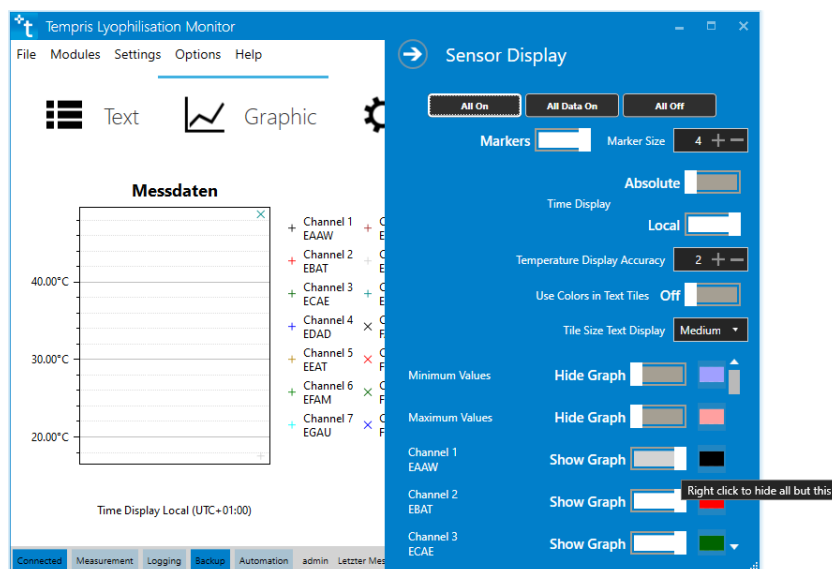 Tempris Lyophilisation Monitor
File Modules Settings Options Help
Text Graphic
Messdaten
40.00°C
30.00°C
20.00°C
Channel 1
EAAW
Channel 2
EBAT
Channel 3
ECAE
Channel 4
EDAD
Channel 5
EEAT
Channel 6
EFAM
Channel 7
EGAU
Time Display Local (UTC+01:00)
Connected Measurement Logging Backup Automation admin Letzter Mes
Sensor Display
All On All Data On All Off
Markers Marker Size 4
Absolute
Time Display
Local
Temperature Display Accuracy 2
Use Colors in Text Tiles Off
Tile Size Text Display Medium
Minimum Values Hide Graph
Maximum Values Hide Graph
Channel 1
EAAW Show Graph
Right click to hide all but this
Channel 2
EBAT Show Graph
Channel 3
ECAE Show Graph